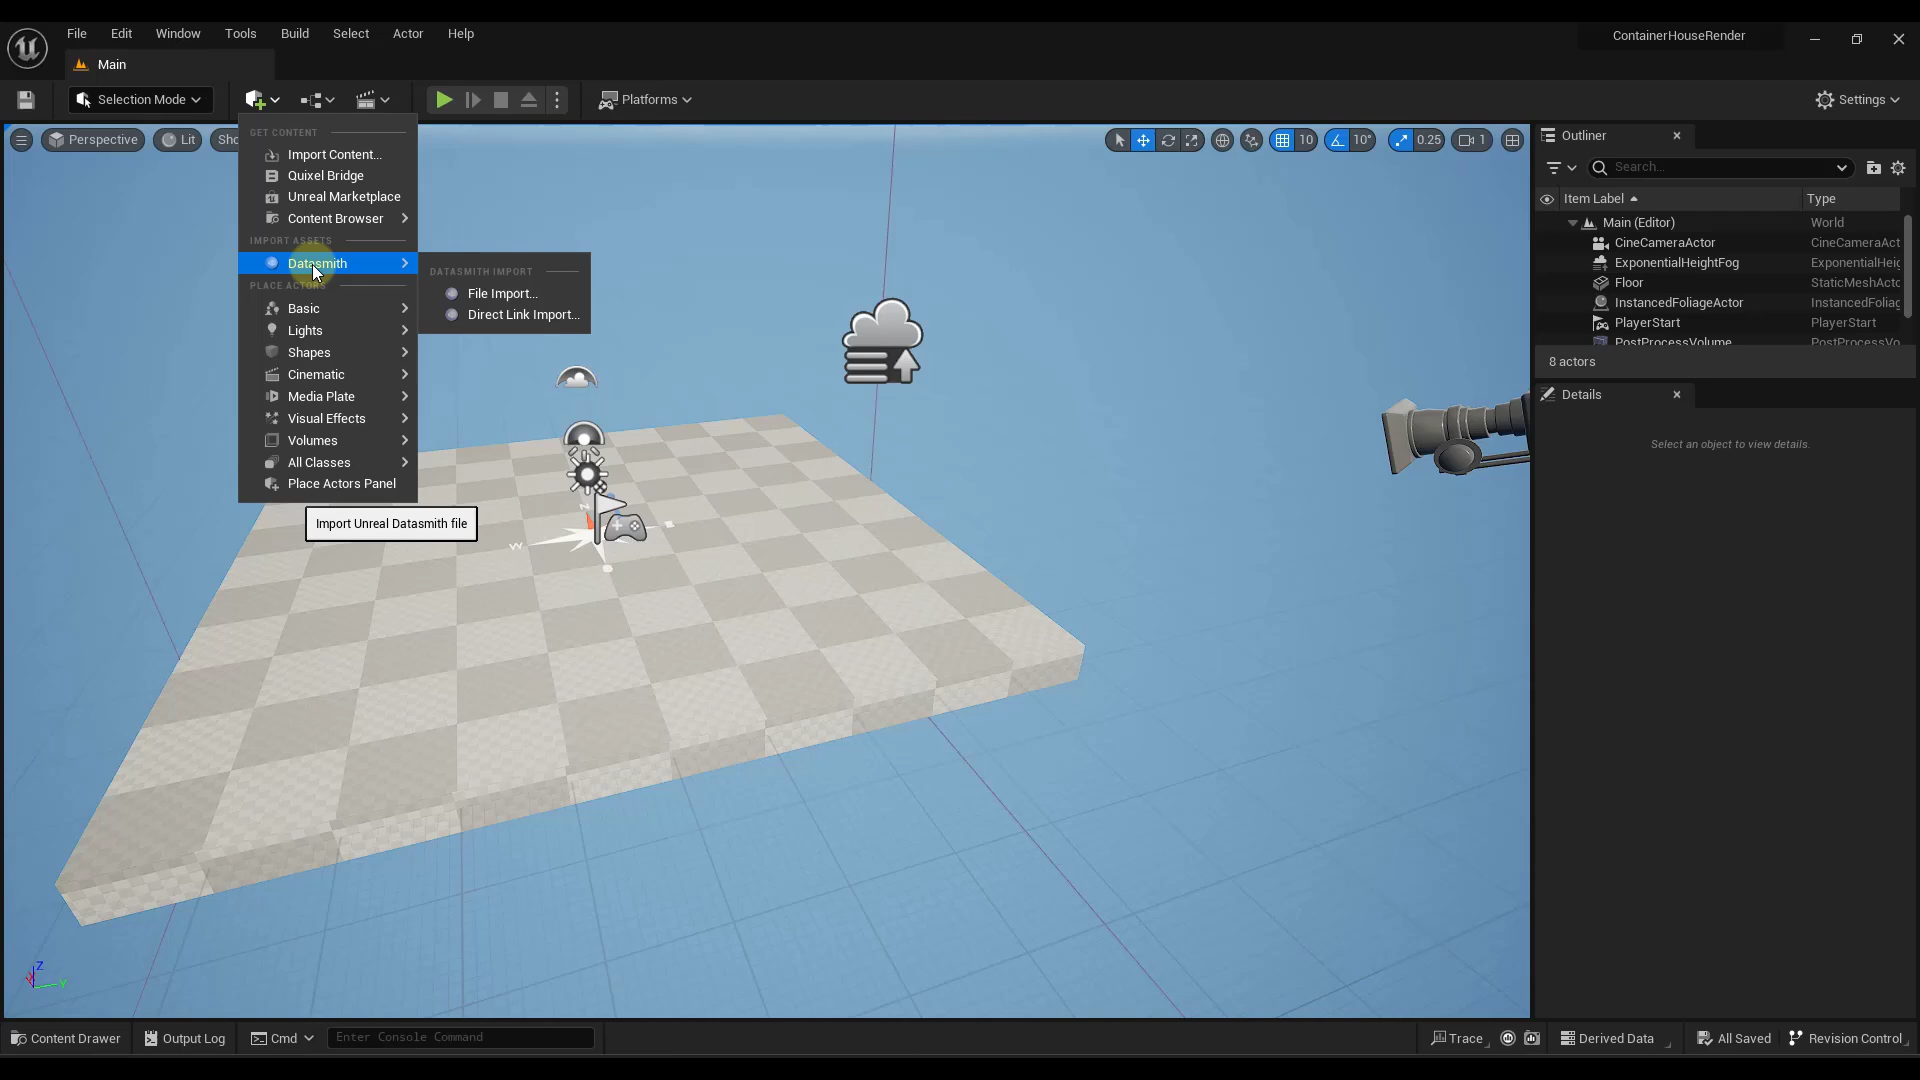 File Edit Window Tools Build Select Actor Help
ContainerHouseRender
Main
Selection Mode
Platforms
Settings
Perspective
Lit
Sho
10
10°
0.25
1
GET CONTENT
Import Content...
Quixel Bridge
Unreal Marketplace
Content Browser
IMPORT ASSETS
Datasmith
PLACE ACTORS
Basic
Lights
Shapes
Cinematic
Media Plate
Visual Effects
Volumes
All Classes
Place Actors Panel
DATASMITH IMPORT
File Import...
Direct Link Import...
Import Unreal Datasmith file
W
Z
X
Y
Outliner
Search...
Item Label Type
Main (Editor) World
CineCameraActor CineCameraAct
ExponentialHeightFog ExponentialHeig
Floor StaticMeshActo
InstancedFoliageActor InstancedFoliag
PlayerStart PlayerStart
PostProcessVolume PostProcessVo
8 actors
Details
Select an object to view details.
Content Drawer
Output Log
Cmd
Enter Console Command
Trace
Derived Data
All Saved
Revision Control